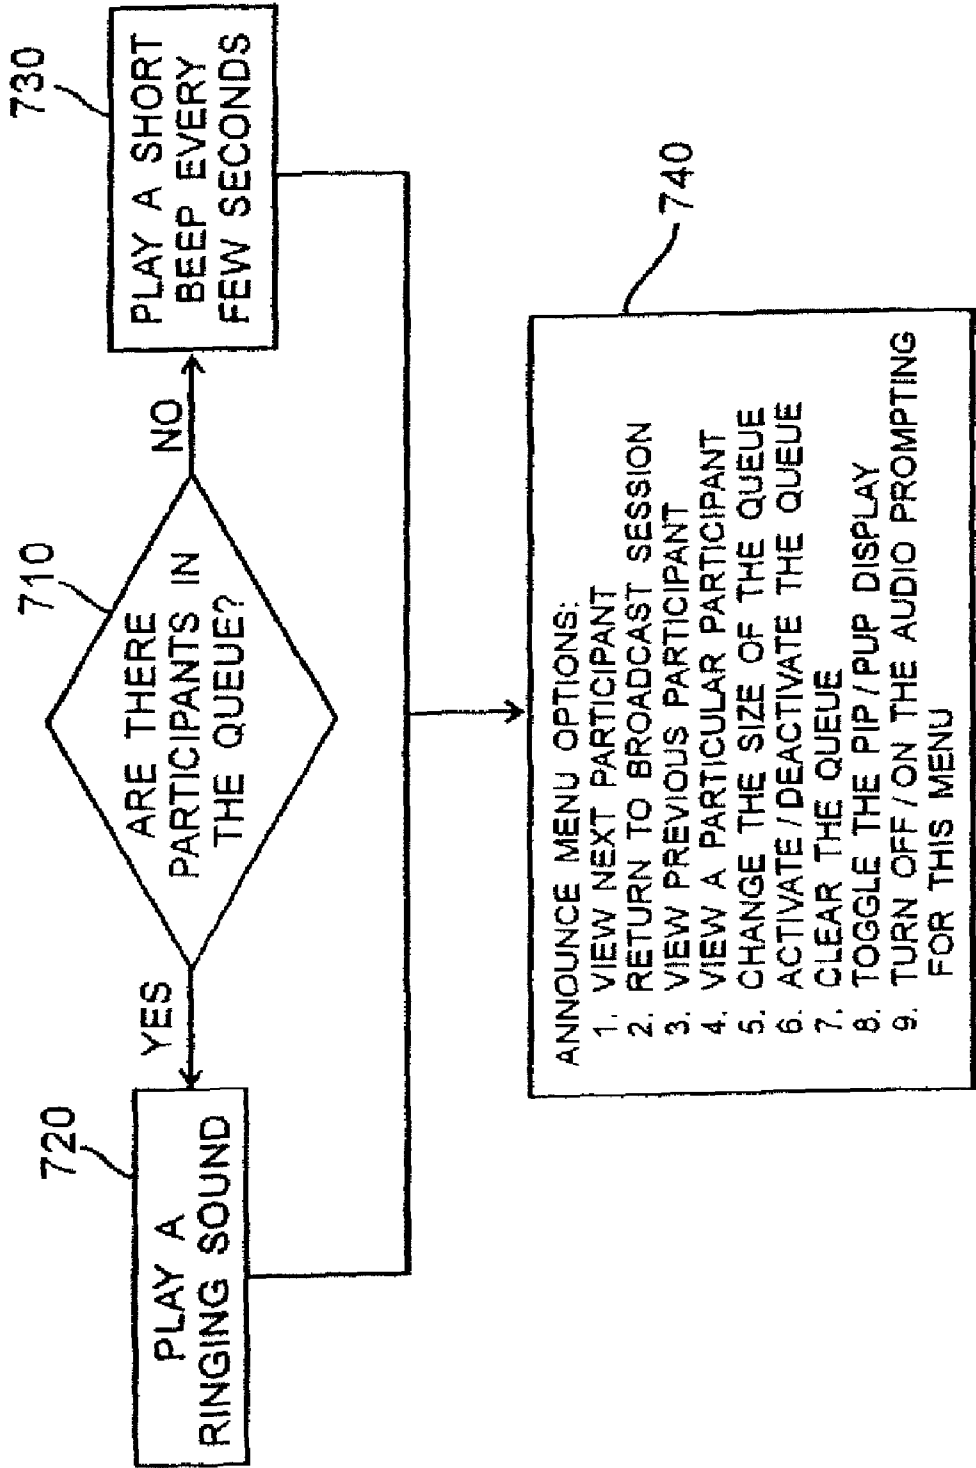 710
ARE THERE
PARTICIPANTS IN
THE QUEUE?
YES
NO
720
PLAY A
RINGING SOUND
730
PLAY A SHORT
BEEP EVERY
FEW SECONDS
740
ANNOUNCE MENU OPTIONS:
1. VIEW NEXT PARTICIPANT
2. RETURN TO BROADCAST SESSION
3. VIEW PREVIOUS PARTICIPANT
4. VIEW A PARTICULAR PARTICIPANT
5. CHANGE THE SIZE OF THE QUEUE
6. ACTIVATE / DEACTIVATE THE QUEUE
7. CLEAR THE QUEUE
8. TOGGLE THE PIP / PUP DISPLAY
9. TURN OFF / ON THE AUDIO PROMPTING
FOR THIS MENU